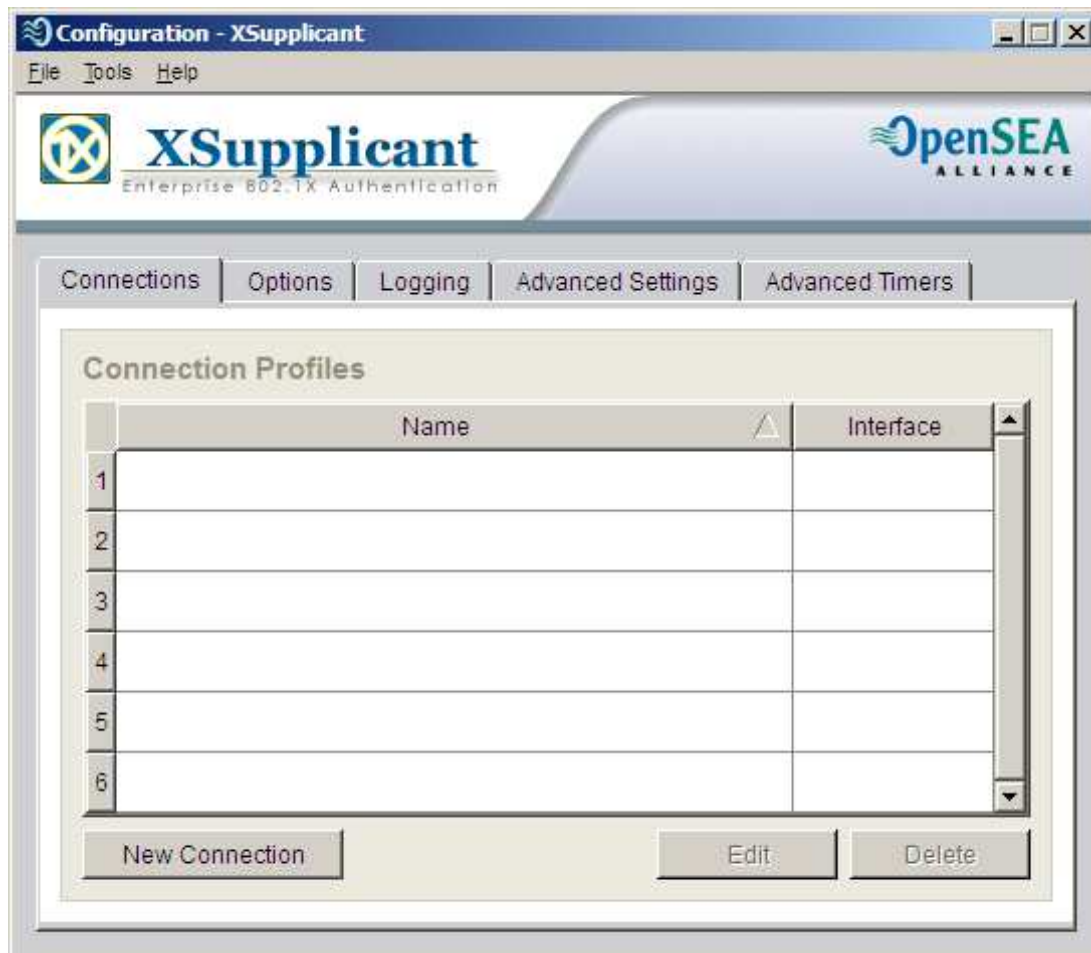 Configuration - XSupplicant
File Tools Help
1X XSupplicant
Enterprise 802.1X Authentication
OpenSEA
ALLIANCE
Connections Options Logging Advanced Settings Advanced Timers
Connection Profiles
Name Interface
1
2
3
4
5
6
New Connection Edit Delete